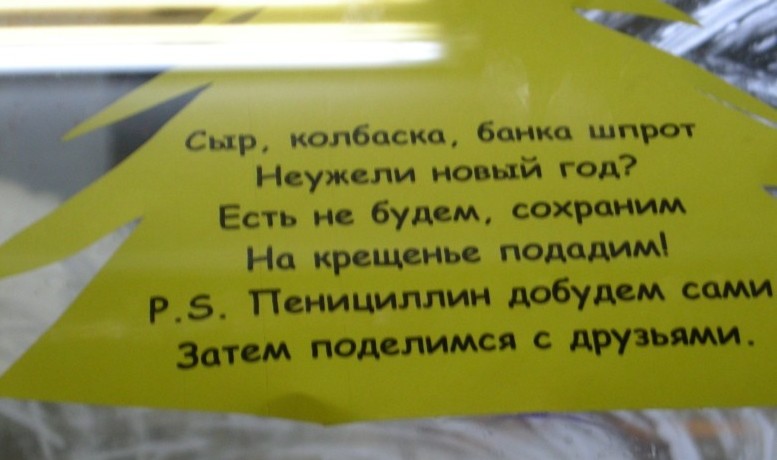 Сыр, колбаска, банка шпрот
Неужели новый год?
Есть не будем, сохраним
На крещенье подадим!
P.S. Пенициллин добудем сами
Затем поделимся с друзьями.